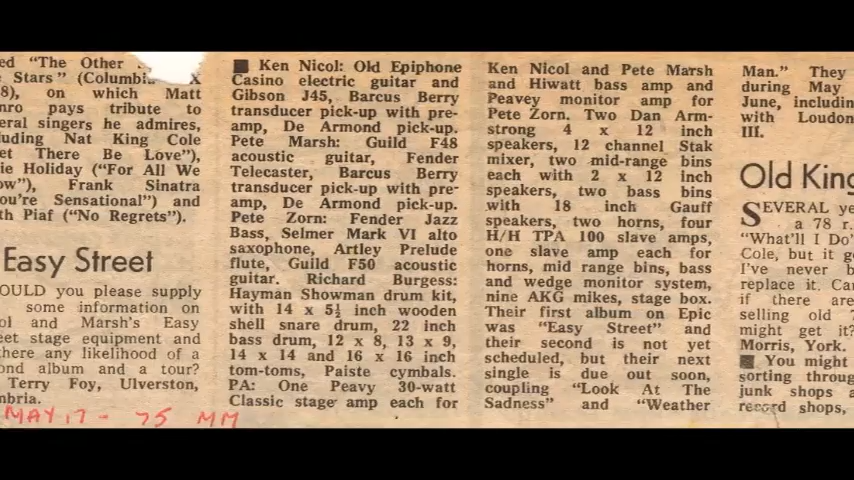 ed "The Other
e Stars" (Columbia X
8), on which Matt
nro pays tribute to
eral singers he admires,
luding Nat King Cole
et There Be Love"),
ie Holiday ("For All We
ow"), Frank Sinatra
ou're Sensational") and
th Piaf ("No Regrets").
Easy Street
OULD you please supply
some information on
ol and Marsh's Easy
eet stage equipment and
there any likelihood of a
ond album and a tour?
Terry Foy, Ulverston,
mbria.
MAY 17 - 75 MM
■ Ken Nicol: Old Epiphone
Casino electric guitar and
Gibson J45, Barcus Berry
transducer pick-up with pre-
amp, De Armond pick-up.
Pete Marsh: Guild F48
acoustic guitar, Fender
Telecaster, Barcus Berry
transducer pick-up with pre-
amp, De Armond pick-up.
Pete Zorn: Fender Jazz
Bass, Selmer Mark VI alto
saxophone, Artley Prelude
flute, Guild F50 acoustic
guitar. Richard Burgess:
Hayman Showman drum kit,
with 14 x 5½ inch wooden
shell snare drum, 22 inch
bass drum, 12 x 8, 13 x 9,
14 x 14 and 16 x 16 inch
tom-toms, Paiste cymbals.
PA: One Peavy 30-watt
Classic stage amp each for
Ken Nicol and Pete Marsh
and Hiwatt bass amp and
Peavey monitor amp for
Pete Zorn. Two Dan Arm-
strong 4 x 12 inch
speakers, 12 channel Stak
mixer, two mid-range bins
each with 2 x 12 inch
speakers, two bass bins
with 18 inch Gauff
speakers, two horns, four
H/H TPA 100 slave amps,
one slave amp each for
horns, mid range bins, bass
and wedge monitor system,
nine AKG mikes, stage box.
Their first album on Epic
was "Easy Street" and
their second is not yet
scheduled, but their next
single is due out soon,
coupling "Look At The
Sadness" and "Weather
Man." They
during May
June, includin
with Loudon
III.
Old King
SEVERAL ye
a 78 r.
"What'll I Do'
Cole, but it g
I've never b
replace it. Can
if there are
selling old 7
might get it?
Morris, York.
■ You might
sorting throug
junk shops a
record shops,